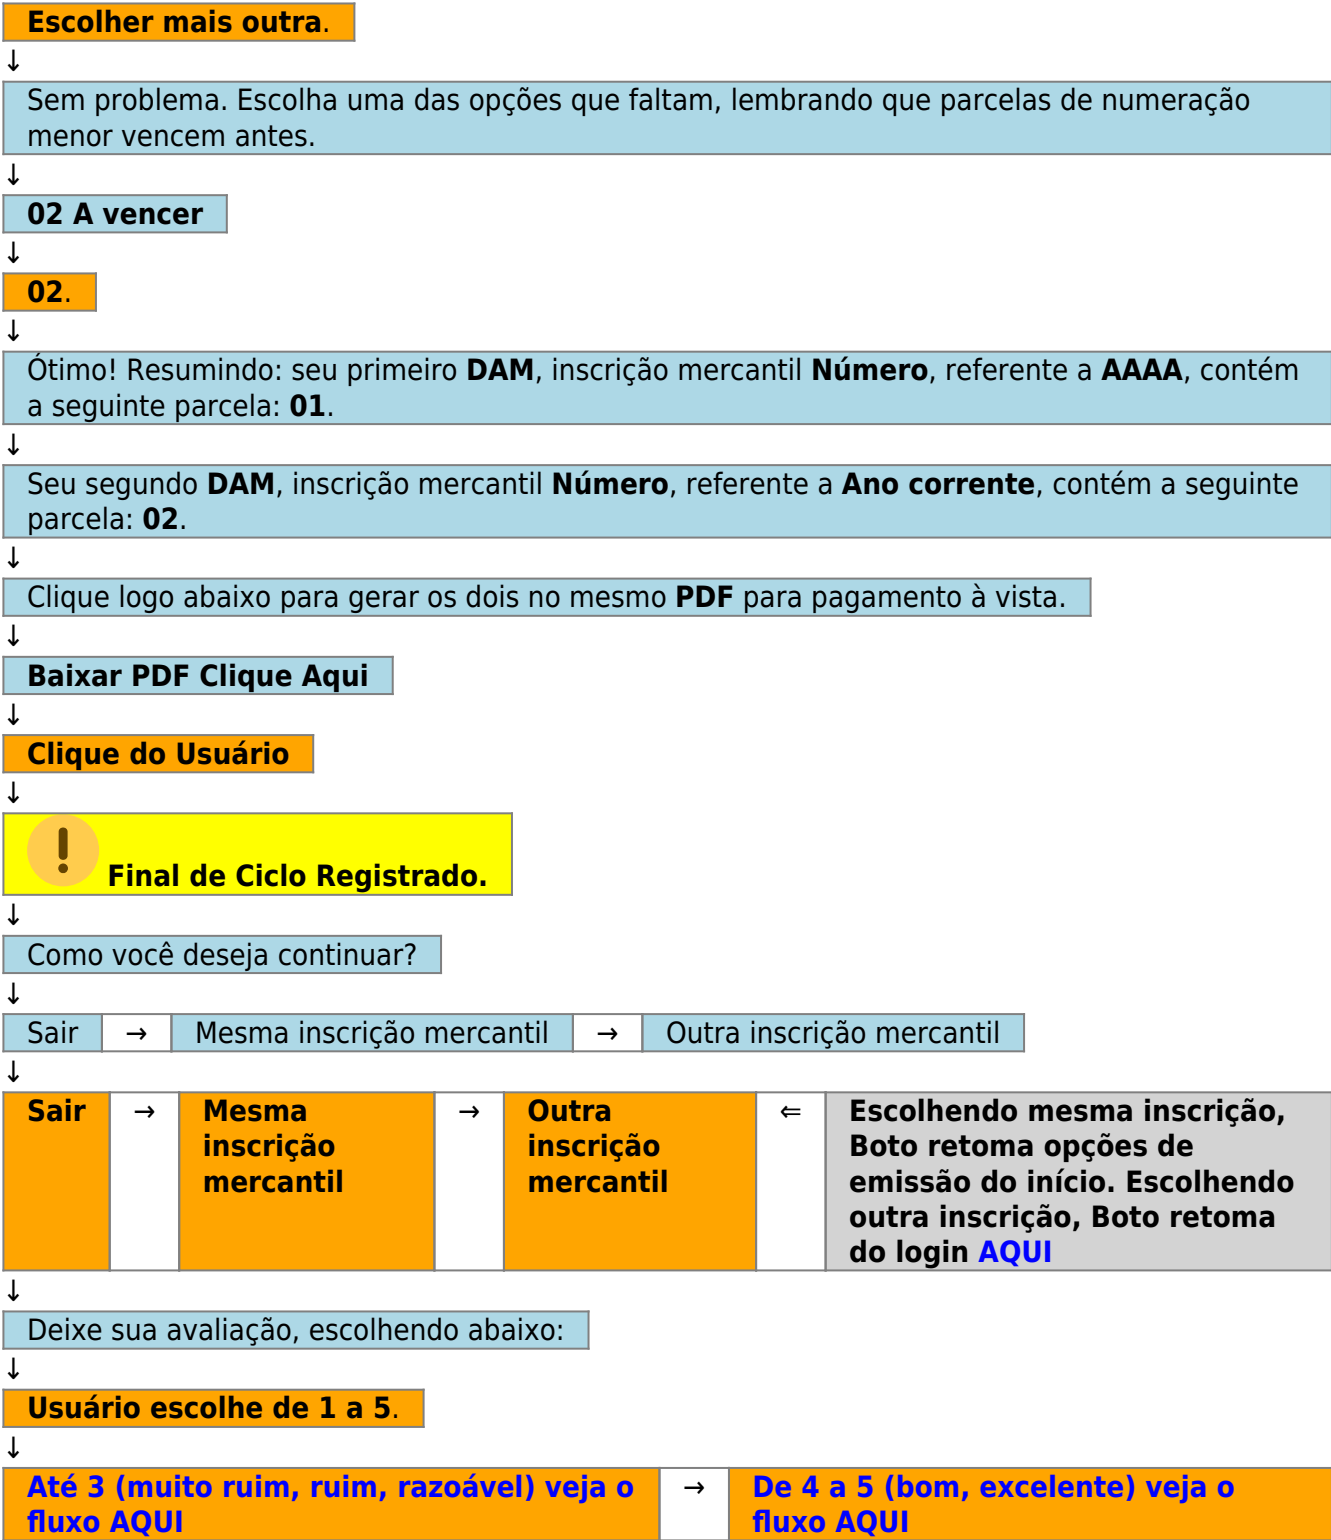 Escolher mais outra.
↓
Sem problema. Escolha uma das opções que faltam, lembrando que parcelas de numeração
menor vencem antes.
↓
02 A vencer
↓
02.
↓
Ótimo! Resumindo: seu primeiro DAM, inscrição mercantil Número, referente a AAAA, contém
a seguinte parcela: 01.
↓
Seu segundo DAM, inscrição mercantil Número, referente a Ano corrente, contém a seguinte
parcela: 02.
↓
Clique logo abaixo para gerar os dois no mesmo PDF para pagamento à vista.
↓
Baixar PDF Clique Aqui
↓
Clique do Usuário
↓
! Final de Ciclo Registrado.
↓
Como você deseja continuar?
↓
Sair → Mesma inscrição mercantil → Outra inscrição mercantil
↓
Sair → Mesma
inscrição
mercantil
→ Outra
inscrição
mercantil
⇐ Escolhendo mesma inscrição,
Boto retoma opções de
emissão do início. Escolhendo
outra inscrição, Boto retoma
do login AQUI
↓
Deixe sua avaliação, escolhendo abaixo:
↓
Usuário escolhe de 1 a 5.
↓
Até 3 (muito ruim, ruim, razoável) veja o
fluxo AQUI
→ De 4 a 5 (bom, excelente) veja o
fluxo AQUI